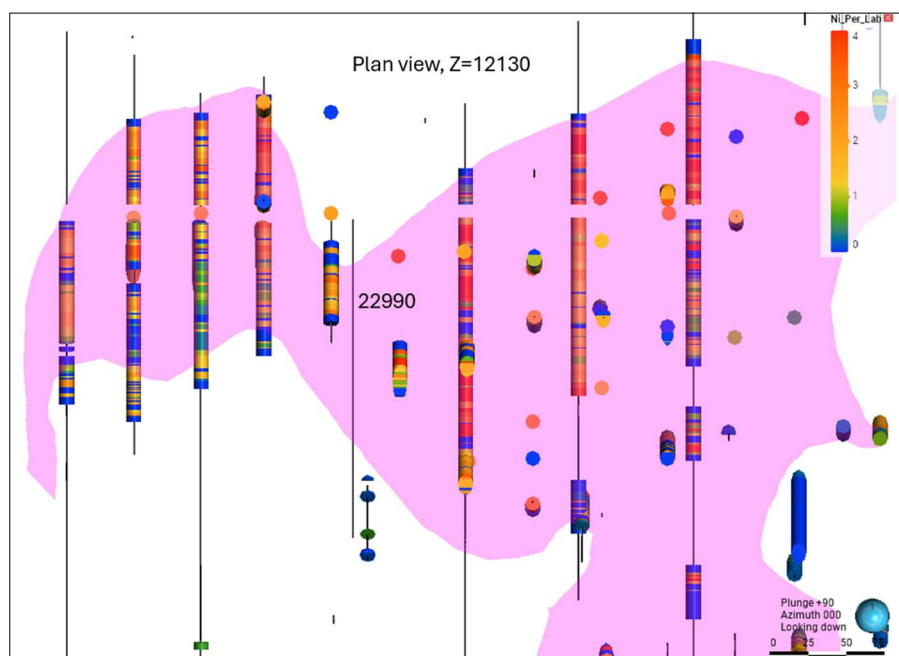 Ni_Per_Lab
Plan view, Z=12130
4
3
2
1
0
22990
Plunge +90
Azimuth 000
Looking down
0 25 50 75